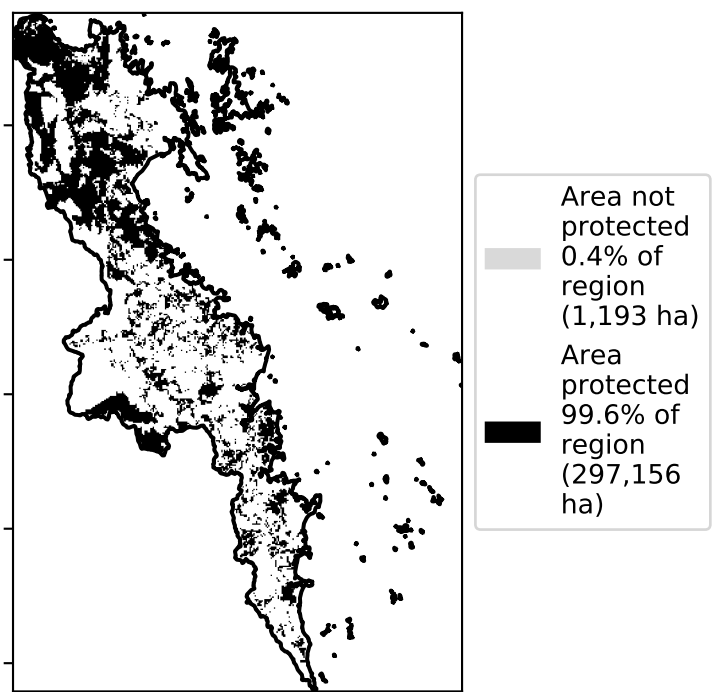 Area not
protected
0.4% of
region
(1,193 ha)
Area
protected
99.6% of
region
(297,156
ha)